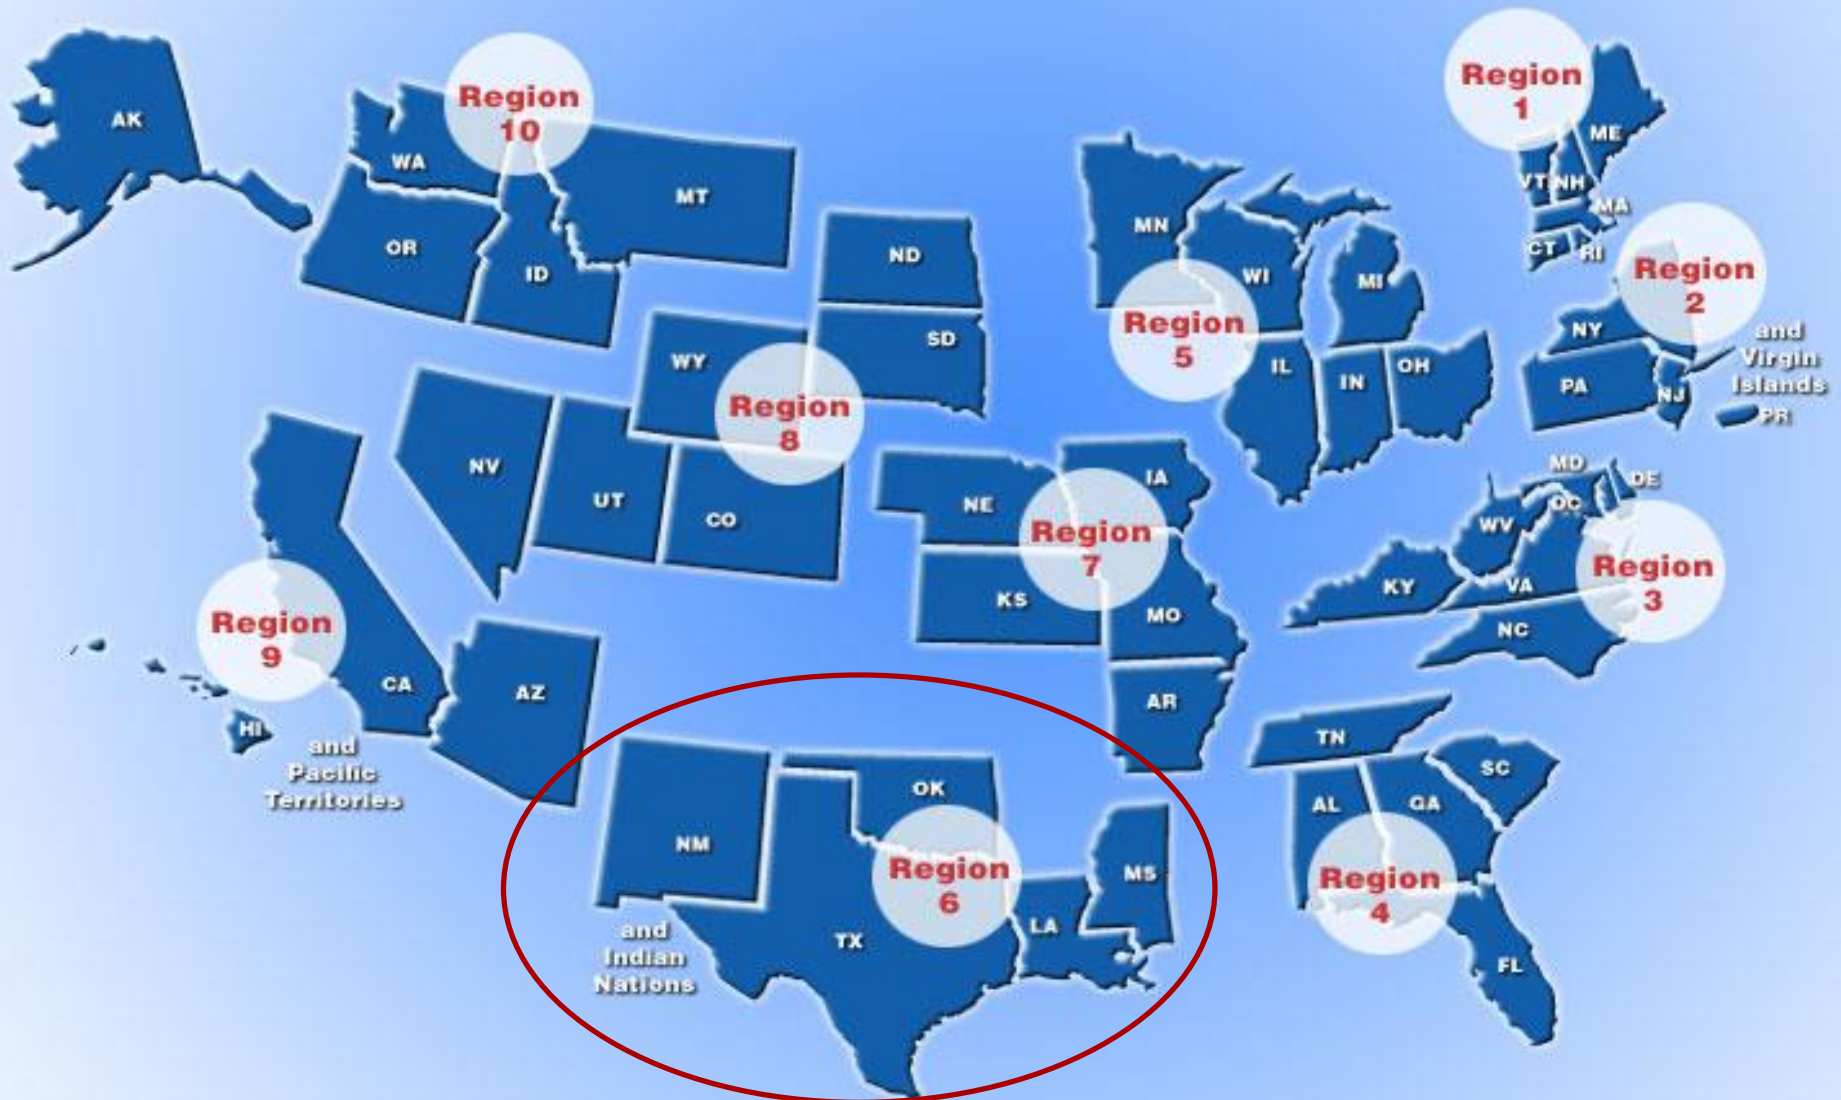 Region
1
ME
VT
NH
MA
CT
RI
Region
10
AK
WA
MT
OR
ID
Region
2
NY
and
Virgin
Islands
PA
NJ
PR
MN
WI
MI
Region
5
IL
IN
OH
ND
SD
WY
Region
8
NV
UT
CO
NE
IA
Region
7
KS
MO
AR
MD
DE
DC
WV
KY
VA
Region
3
NC
Region
9
CA
AZ
HI
and
Pacific
Territories
NM
OK
Region
6
TX
LA
MS
and
Indian
Nations
TN
SC
AL
GA
Region
4
FL